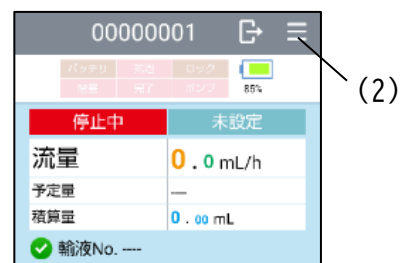 00000001
(2)
バッテリ 気泡 ロック
閉塞 完了 ポンプ 85%
停止中 未設定
流量 0.0 mL/h
予定量 ―
積算量 0.00 mL
輸液No. ----